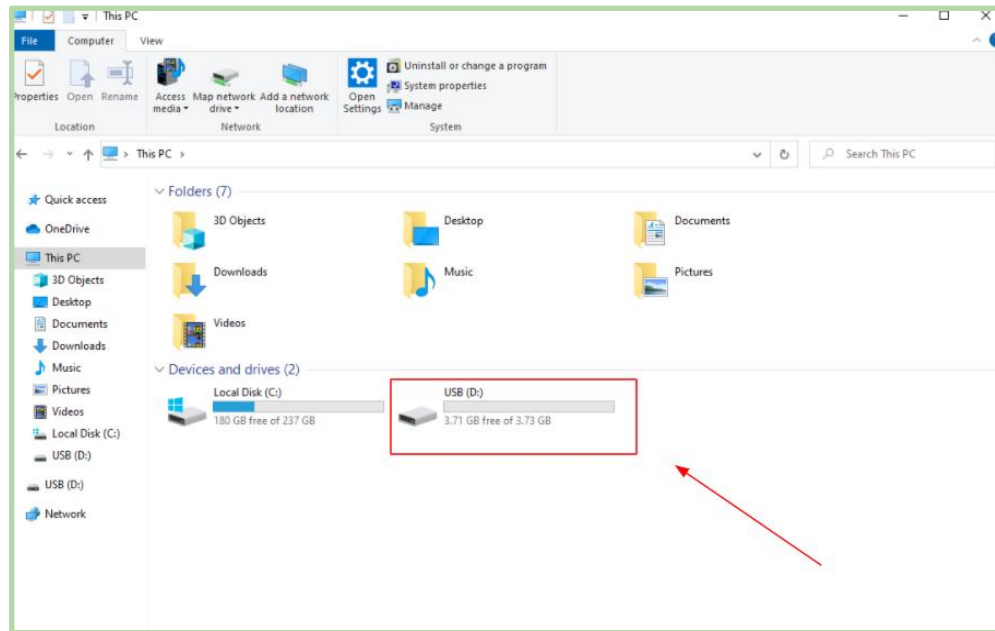 This PC
File Computer View
Properties Open Rename
Access media
Map network drive
Add a network location
Open Settings
Uninstall or change a program
System properties
Manage
Location Network System
This PC
Search This PC
Quick access
OneDrive
This PC
3D Objects
Desktop
Documents
Downloads
Music
Pictures
Videos
Local Disk (C:)
USB (D:)
USB (D:)
Network
Folders (7)
3D Objects
Desktop
Documents
Downloads
Music
Pictures
Videos
Devices and drives (2)
Local Disk (C:)
180 GB free of 237 GB
USB (D:)
3.71 GB free of 3.73 GB